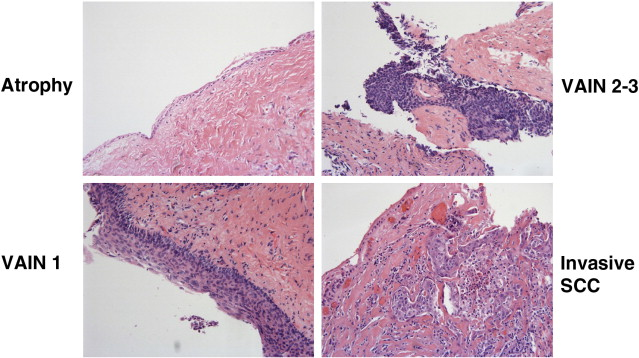 Atrophy
VAIN 2-3
VAIN 1
Invasive
SCC